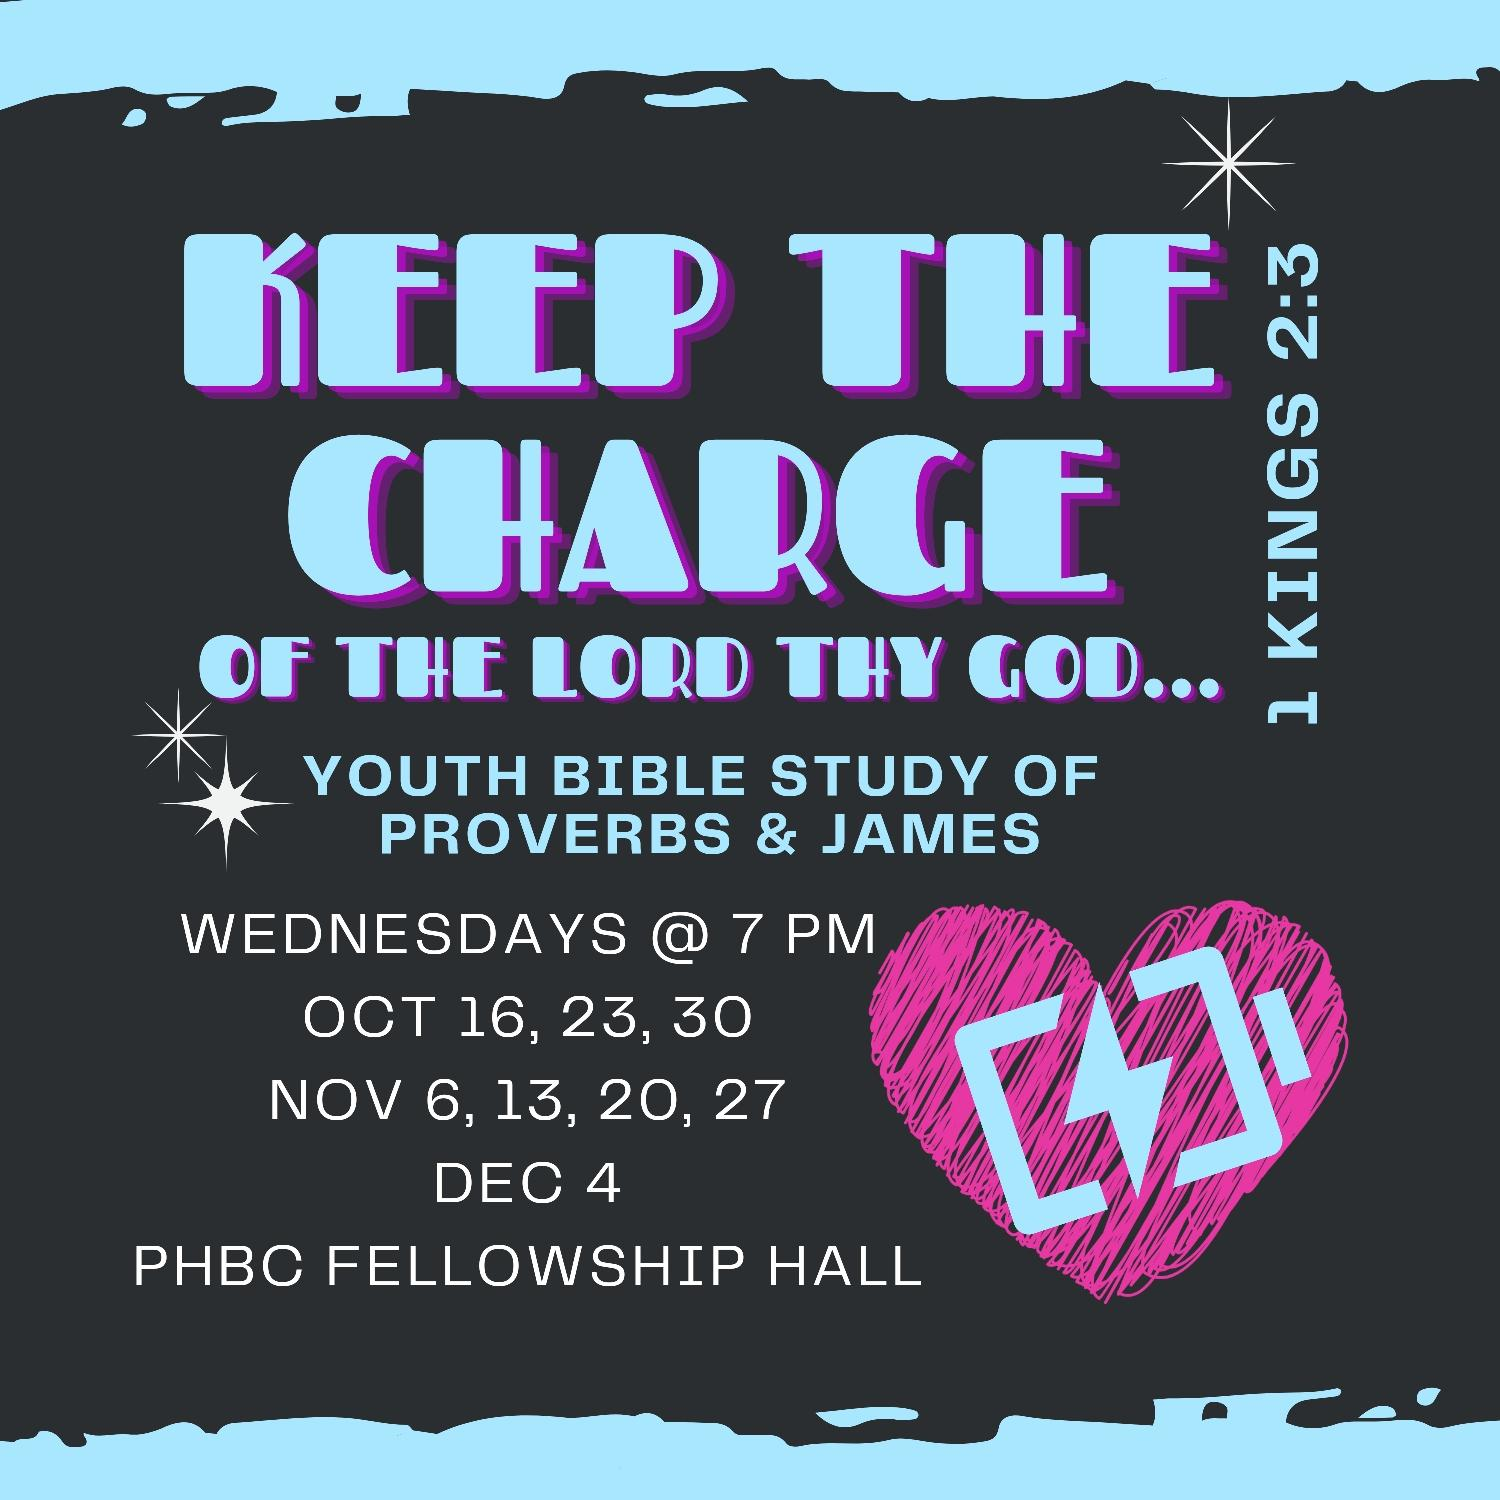 KEEP THE
CHARGE
OF THE LORD THY GOD...
1 KINGS 2:3
YOUTH BIBLE STUDY OF
PROVERBS & JAMES
WEDNESDAYS @ 7 PM
OCT 16, 23, 30
NOV 6, 13, 20, 27
DEC 4
PHBC FELLOWSHIP HALL